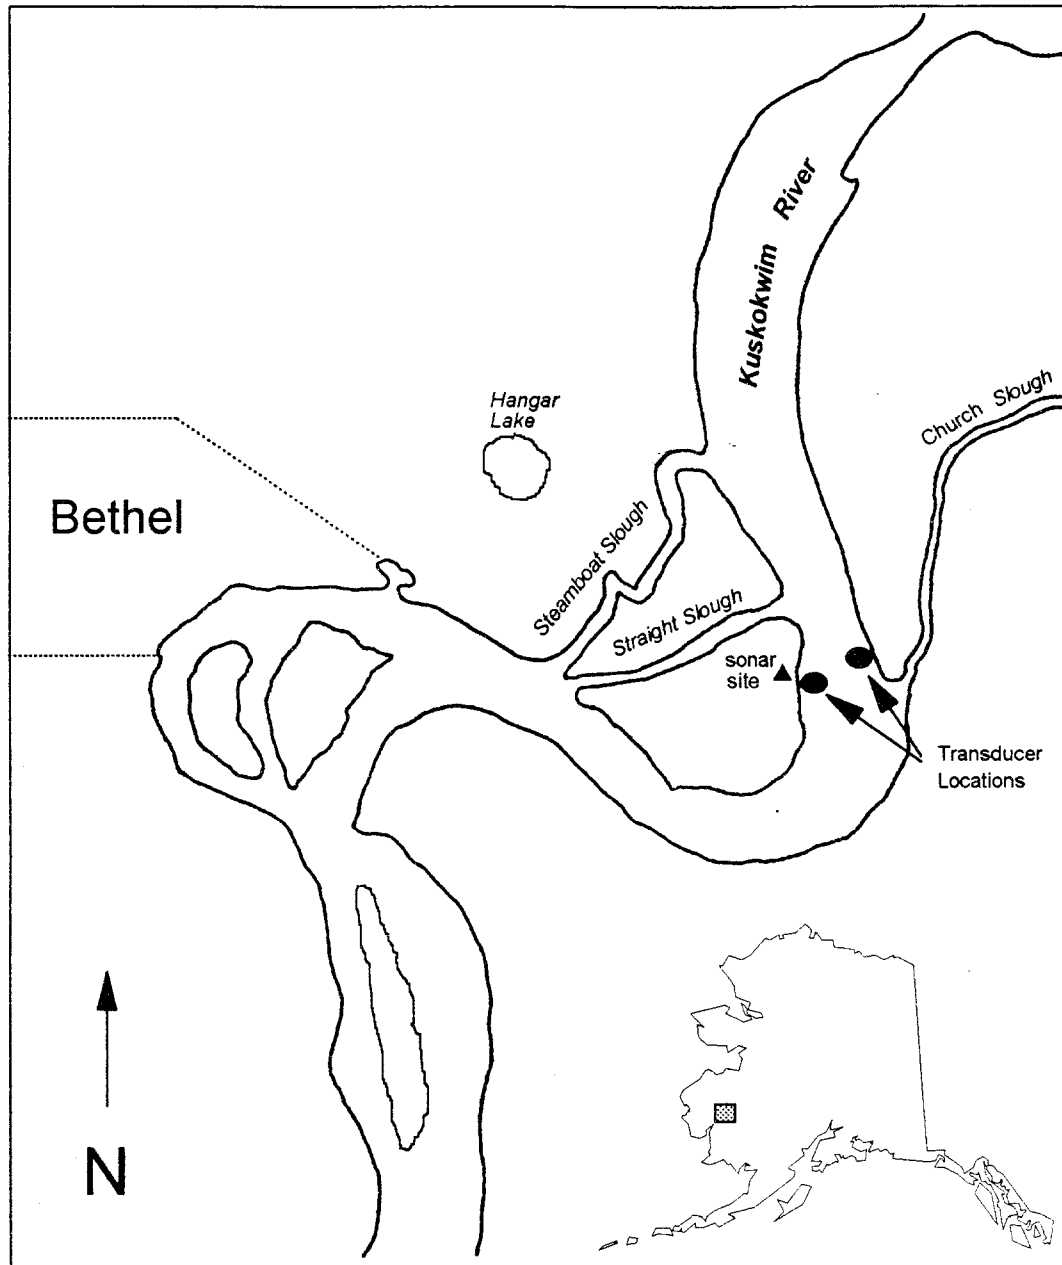 Kuskokwim River
Church Slough
Hangar
Lake
Bethel
Steamboat Slough
Straight Slough
sonar
site
Transducer
Locations
N